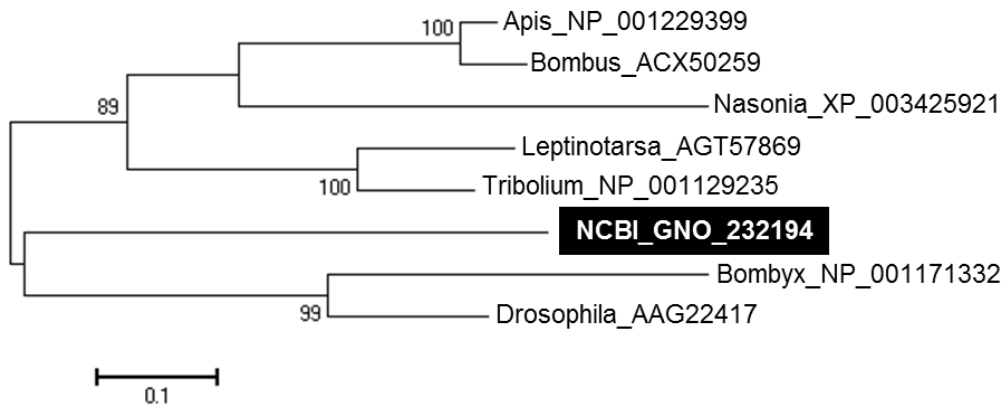 100
Apis_NP_001229399
Bombus_ACX50259
89
Nasonia_XP_003425921
Leptinotarsa_AGT57869
100
Tribolium_NP_001129235
NCBI_GNO_232194
Bombyx_NP_001171332
99
Drosophila_AAG22417
0.1